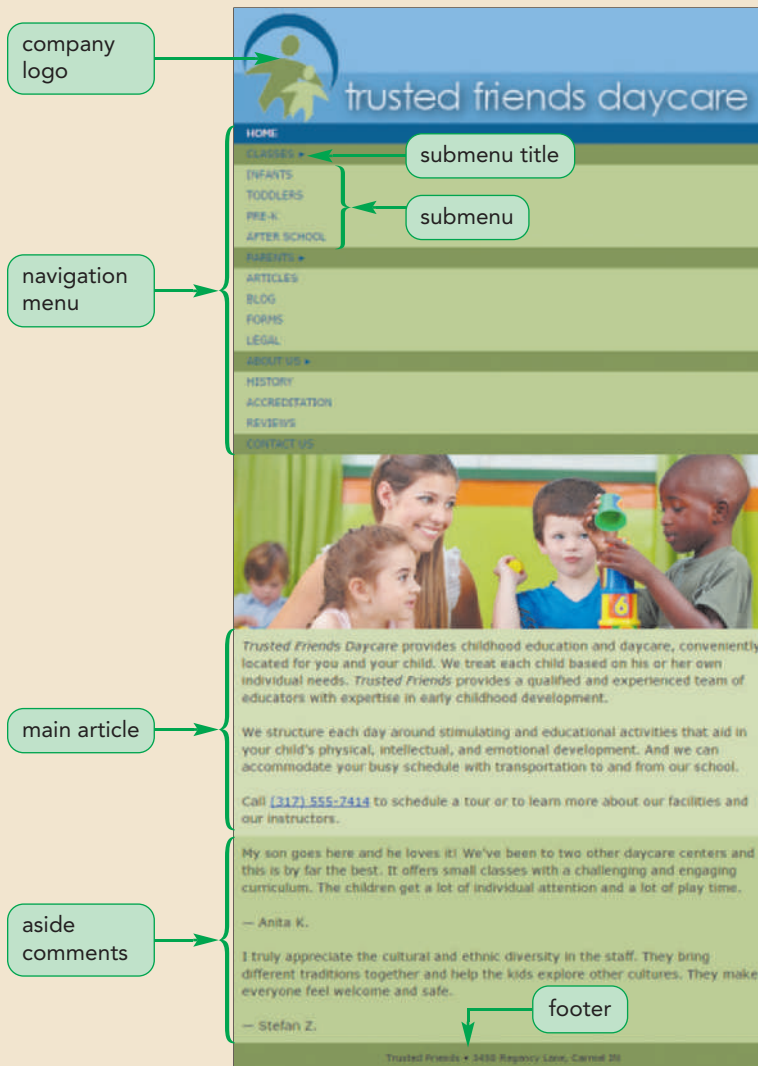 company
logo
trusted friends daycare
HOME
CLASSES ▸
submenu title
INFANTS
TODDLERS
submenu
PRE-K
AFTER SCHOOL
navigation
menu
PARENTS ▸
ARTICLES
BLOG
FORMS
LEGAL
ABOUT US ▸
HISTORY
ACCREDITATION
REVIEWS
CONTACT US
6
main article
Trusted Friends Daycare provides childhood education and daycare, conveniently
located for you and your child. We treat each child based on his or her own
individual needs. Trusted Friends provides a qualified and experienced team of
educators with expertise in early childhood development.
We structure each day around stimulating and educational activities that aid in
your child's physical, intellectual, and emotional development. And we can
accommodate your busy schedule with transportation to and from our school.
Call (317) 555-7414 to schedule a tour or to learn more about our facilities and
our instructors.
aside
comments
My son goes here and he loves it! We've been to two other daycare centers and
this is by far the best. It offers small classes with a challenging and engaging
curriculum. The children get a lot of individual attention and a lot of play time.
— Anita K.
I truly appreciate the cultural and ethnic diversity in the staff. They bring
different traditions together and help the kids explore other cultures. They make
everyone feel welcome and safe.
— Stefan Z.
footer
Trusted Friends • 3450 Regency Lane, Carmel IN